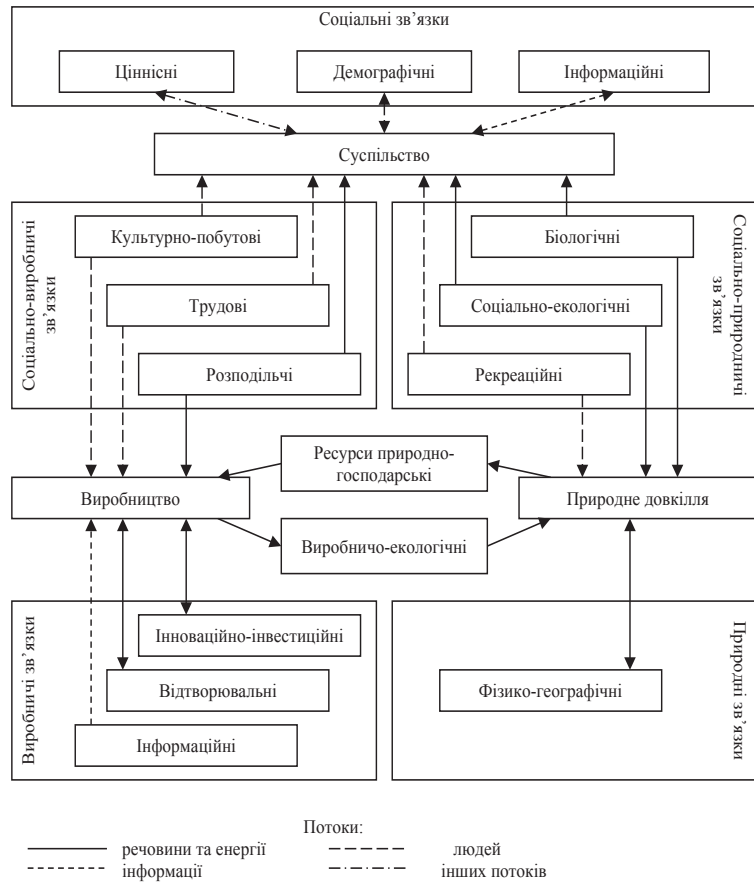 Соціальні зв’язки
Ціннісні
Демографічні
Інформаційні
Суспільство
Соціально-виробничі
зв’язки
Культурно-побутові
Трудові
Розподільчі
Біологічні
Соціально-екологічні
Рекреаційні
Соціально-природничі
зв’язки
Ресурси природно-
господарські
Виробництво
Природне довкілля
Виробничо-екологічні
Виробничі зв’язки
Інноваційно-інвестиційні
Відтворювальні
Інформаційні
Фізико-географічні
Природні зв’язки
Потоки:
речовини та енергії
людей
інформації
інших потоків